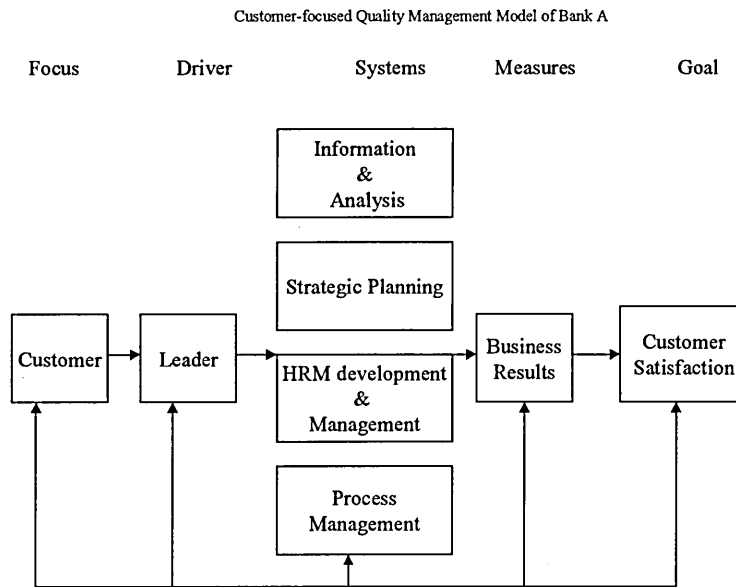 Customer-focused Quality Management Model of Bank A
Focus
Driver
Systems
Measures
Goal
Information
&
Analysis
Strategic Planning
Customer
Leader
HRM development
&
Management
Business
Results
Customer
Satisfaction
Process
Management